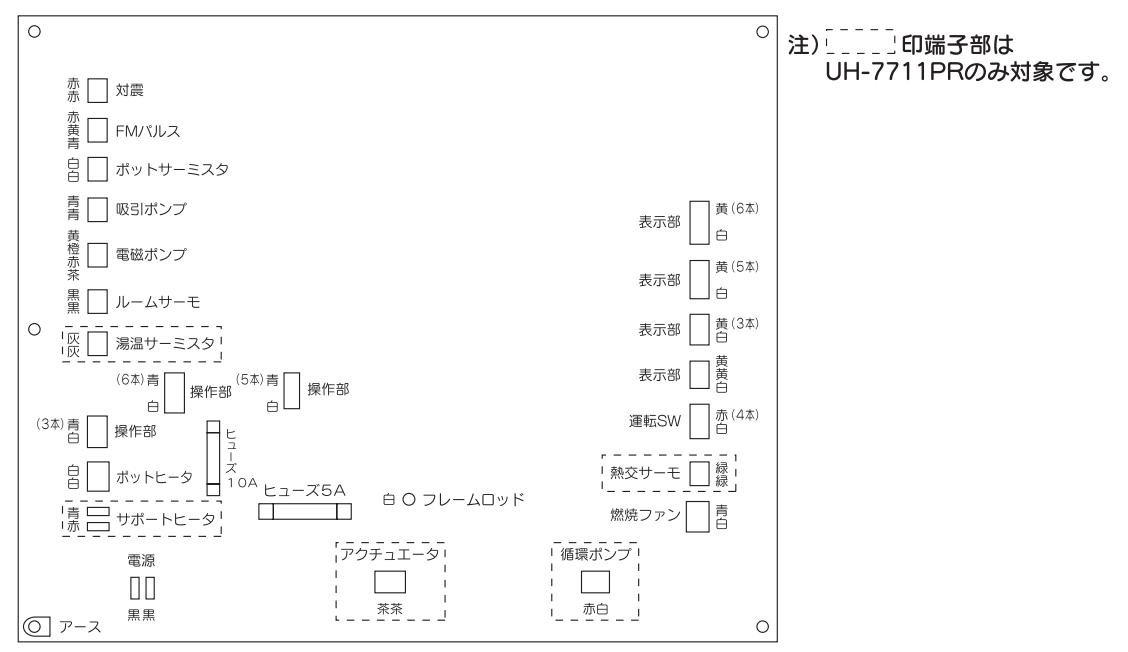 注) 印端子部は
UH-7711PRのみ対象です。
赤
赤
対震
赤
黄
青
FMパルス
白
白
ポットサーミスタ
青
青
吸引ポンプ
黄
橙
赤
茶
電磁ポンプ
黒
黒
ルームサーモ
灰
灰
湯温サーミスタ
(6本)青
白
操作部
(5本)青
白
操作部
(3本)青
白
操作部
ヒューズ
10A
白
白
ポットヒータ
青
赤
サポートヒータ
ヒューズ5A
白
フレームロッド
電源
黒黒
アース
アクチュエータ
茶茶
循環ポンプ
赤白
表示部
黄(6本)
白
表示部
黄(5本)
白
表示部
黄(3本)
白
表示部
黄
黄
白
運転SW
赤(4本)
白
熱交サーモ
緑
緑
燃焼ファン
青
白